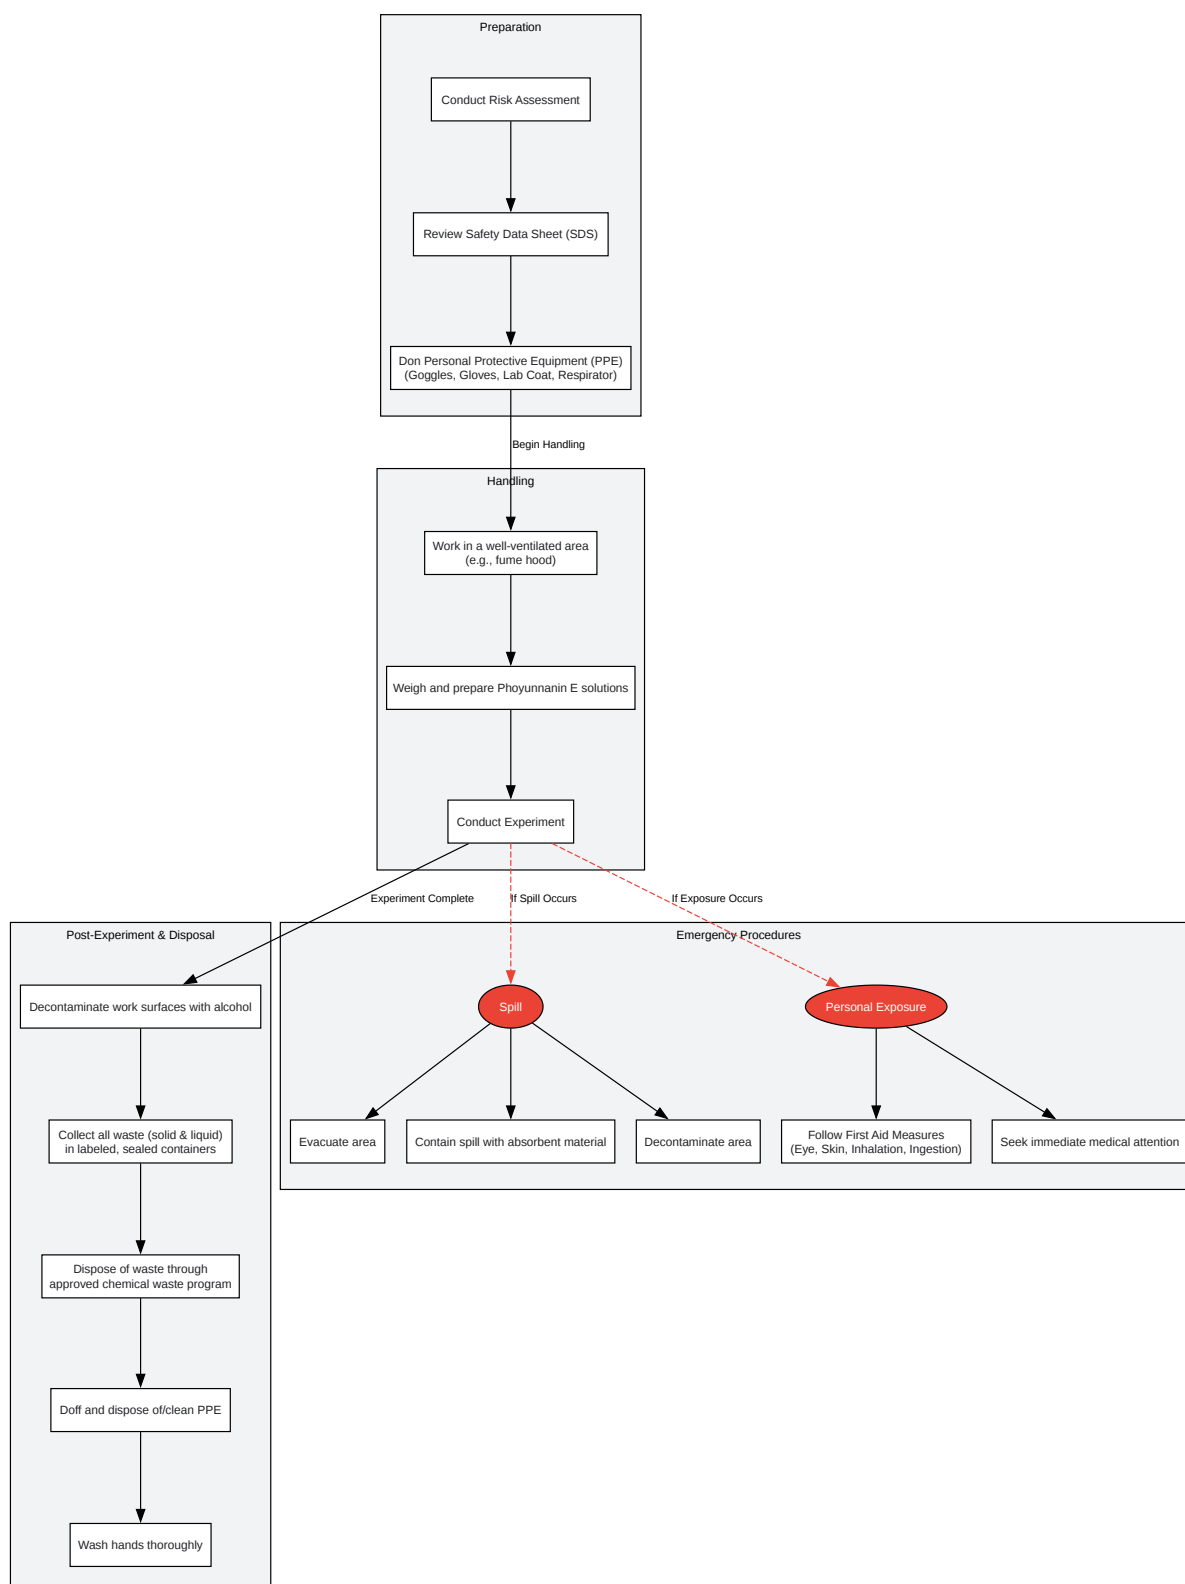 Preparation
Conduct Risk Assessment
Review Safety Data Sheet (SDS)
Don Personal Protective Equipment (PPE)
(Goggles, Gloves, Lab Coat, Respirator)
Begin Handling
Handling
Work in a well-ventilated area
(e.g., fume hood)
Weigh and prepare Phoyunnanin E solutions
Conduct Experiment
Experiment Complete
If Spill Occurs
If Exposure Occurs
Post-Experiment & Disposal
Decontaminate work surfaces with alcohol
Collect all waste (solid & liquid)
in labeled, sealed containers
Dispose of waste through
approved chemical waste program
Doff and dispose of/clean PPE
Wash hands thoroughly
Emergency Procedures
Spill
Personal Exposure
Evacuate area
Contain spill with absorbent material
Decontaminate area
Follow First Aid Measures
(Eye, Skin, Inhalation, Ingestion)
Seek immediate medical attention